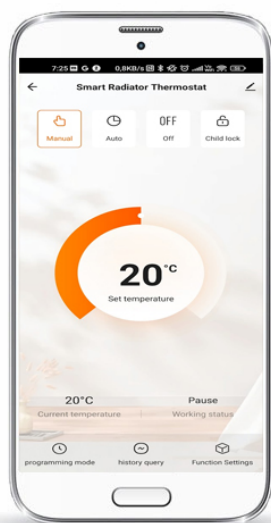 7:25 G 0,8KB/s
Smart Radiator Thermostat
OFF
Manual Auto Off Child lock
20°C
Set temperature
20°C Pause
Current temperature Working status
programming mode history query Function Settings